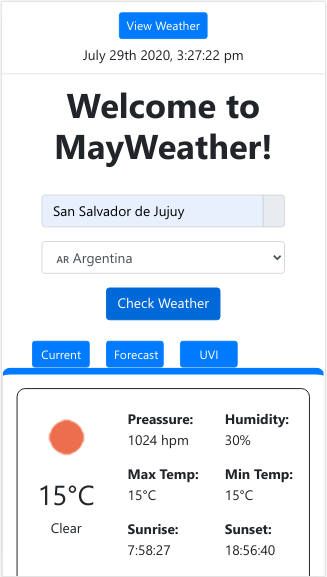 View Weather
July 29th 2020, 3:27:22 pm
Welcome to
MayWeather!
San Salvador de Jujuy
AR Argentina
Check Weather
Current Forecast UVI
Preassure: Humidity:
1024 hpm 30%
Max Temp: Min Temp:
15°C 15°C
15°C
Clear
Sunrise: Sunset:
7:58:27 18:56:40